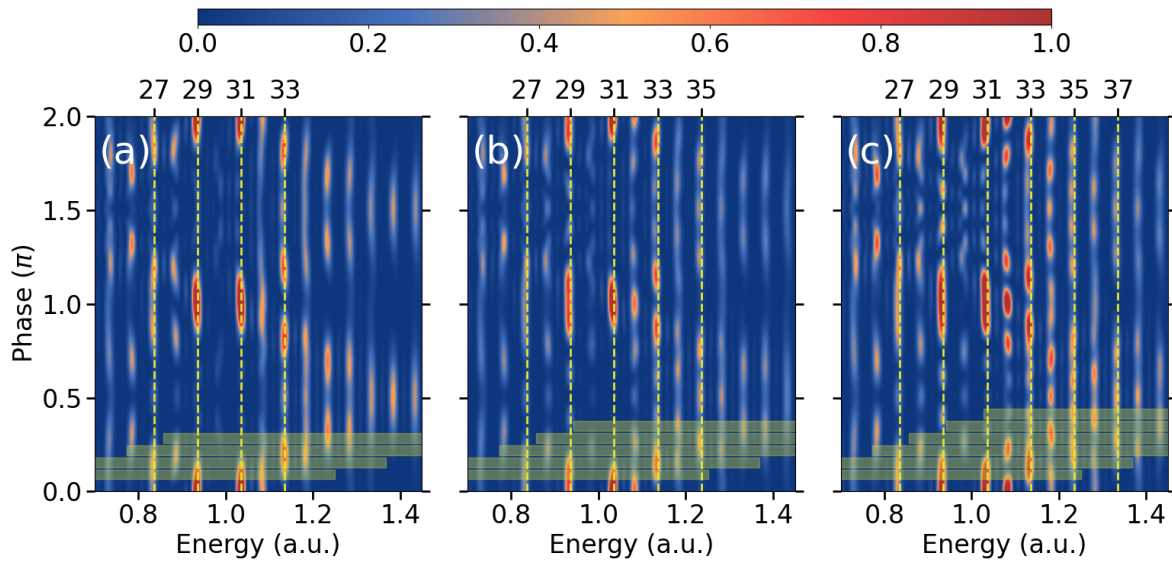 0.0 0.2 0.4 0.6 0.8 1.0
27 29 31 33 27 29 31 33 35 27 29 31 33 35 37
(a) (b) (c)
2.0
1.5
1.0
0.5
0.0
Phase (π)
0.8 1.0 1.2 1.4 0.8 1.0 1.2 1.4 0.8 1.0 1.2 1.4
Energy (a.u.) Energy (a.u.) Energy (a.u.)